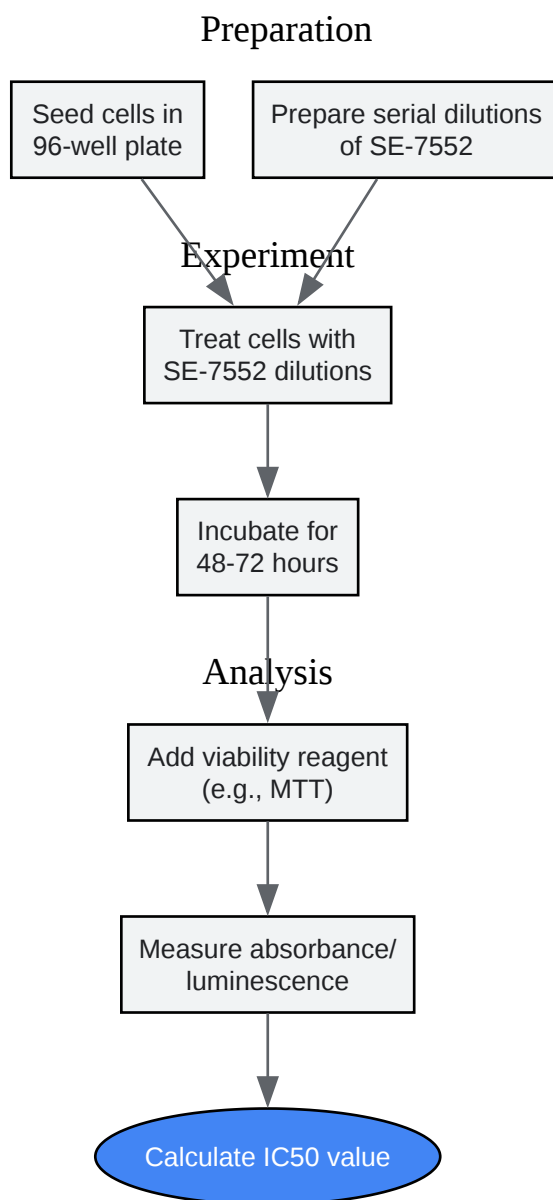 Preparation
Seed cells in
96-well plate
Prepare serial dilutions
of SE-7552
Experiment
Treat cells with
SE-7552 dilutions
Incubate for
48-72 hours
Analysis
Add viability reagent
(e.g., MTT)
Measure absorbance/
luminescence
Calculate IC50 value